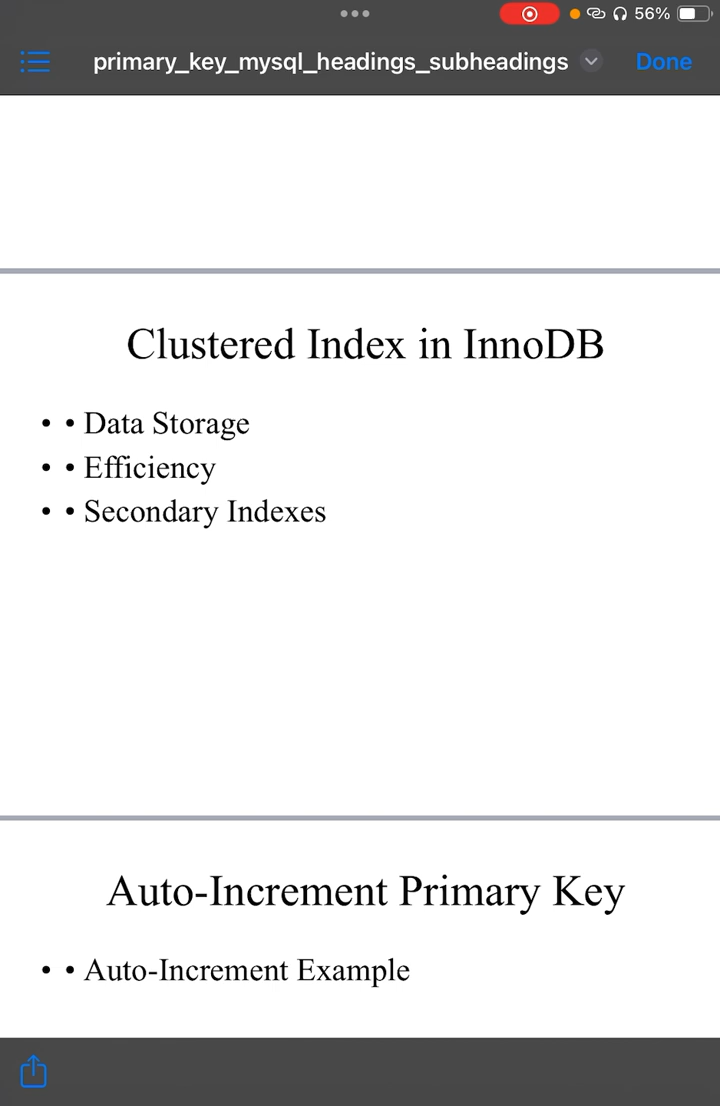 56%
primary_key_mysql_headings_subheadings
Done
Clustered Index in InnoDB
• • Data Storage
• • Efficiency
• • Secondary Indexes
Auto-Increment Primary Key
• • Auto-Increment Example